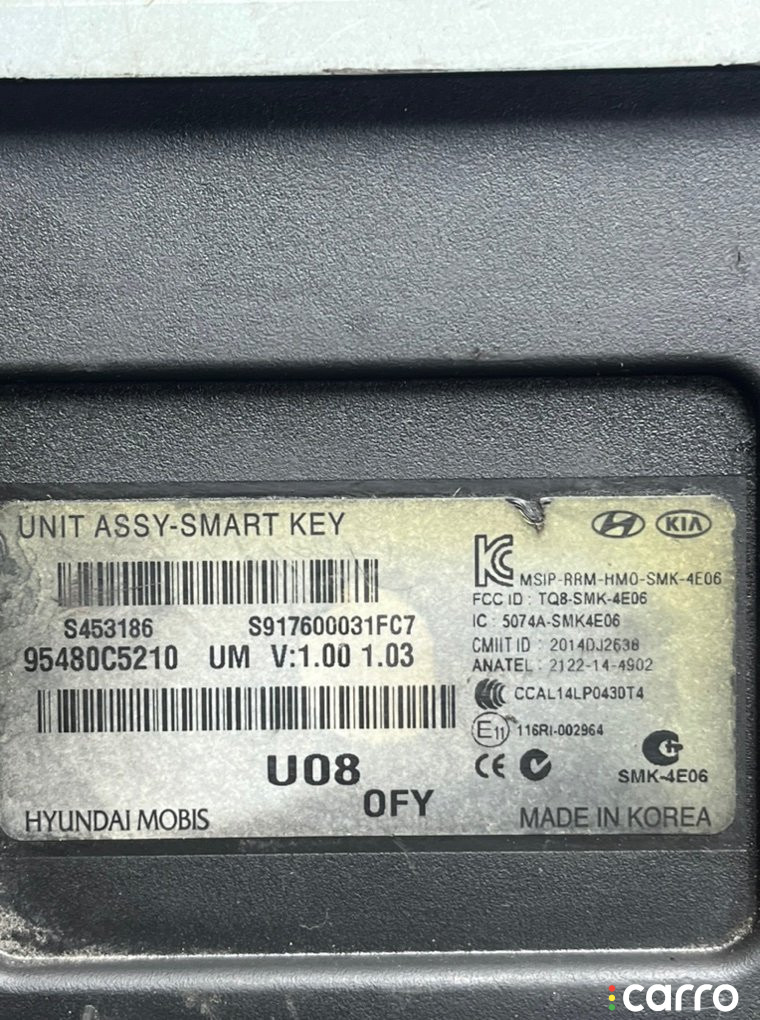 UNIT ASSY-SMART KEY
KIA
S453186 S917600031FC7
95480C5210 UM V:1.00 1.03
U08
0FY
HYUNDAI MOBIS
MSIP-RRM-HMO-SMK-4E06
FCC ID : TQ8-SMK-4E06
IC : 5074A-SMK4E06
CMIIT ID : 2014DJ2638
ANATEL : 2122-14-4902
CCAL14LP0430T4
E11 116RI-002964
CE
SMK-4E06
MADE IN KOREA
carro